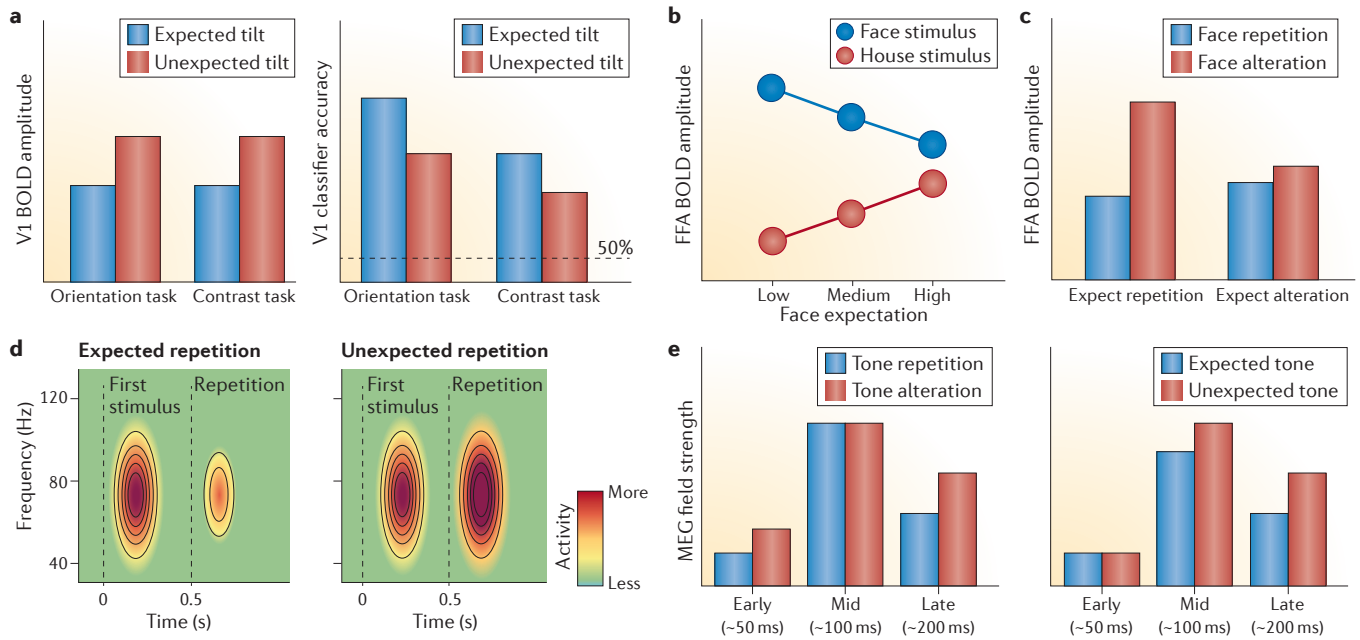 a
V1 BOLD amplitude
Expected tilt
Unexpected tilt
Orientation task
Contrast task
V1 classifier accuracy
Expected tilt
Unexpected tilt
50%
Orientation task
Contrast task
b
FFA BOLD amplitude
Face stimulus
House stimulus
Low
Medium
High
Face expectation
c
FFA BOLD amplitude
Face repetition
Face alteration
Expect repetition
Expect alteration
d
Expected repetition
Frequency (Hz)
120
80
40
First
stimulus
Repetition
0
0.5
Time (s)
Unexpected repetition
First
stimulus
Repetition
0
0.5
Time (s)
Activity
More
Less
e
MEG field strength
Tone repetition
Tone alteration
Early
(~50 ms)
Mid
(~100 ms)
Late
(~200 ms)
Expected tone
Unexpected tone
Early
(~50 ms)
Mid
(~100 ms)
Late
(~200 ms)